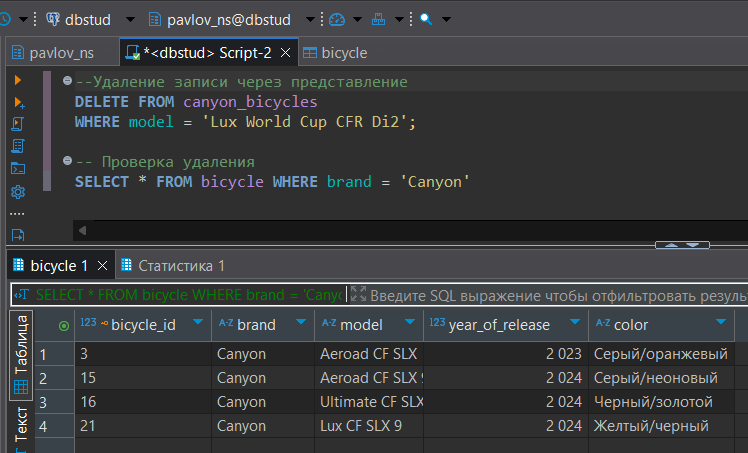 dbstud pavlov_ns@dbstud
pavlov_ns *<dbstud> Script-2 bicycle
--Удаление записи через представление
DELETE FROM canyon_bicycles
WHERE model = 'Lux World Cup CFR Di2';
-- Проверка удаления
SELECT * FROM bicycle WHERE brand = 'Canyon'
bicycle 1 Статистика 1
SELECT * FROM bicycle WHERE brand = 'Canyo Введите SQL выражение чтобы отфильтровать резуль
Таблица
Текст
123 bicycle_id A-Z brand A-Z model 123 year_of_release A-Z color
1 3 Canyon Aeroad CF SLX 2 023 Серый/оранжевый
2 15 Canyon Aeroad CF SLX 9 2 024 Серый/неоновый
3 16 Canyon Ultimate CF SLX 2 024 Черный/золотой
4 21 Canyon Lux CF SLX 9 2 024 Желтый/черный